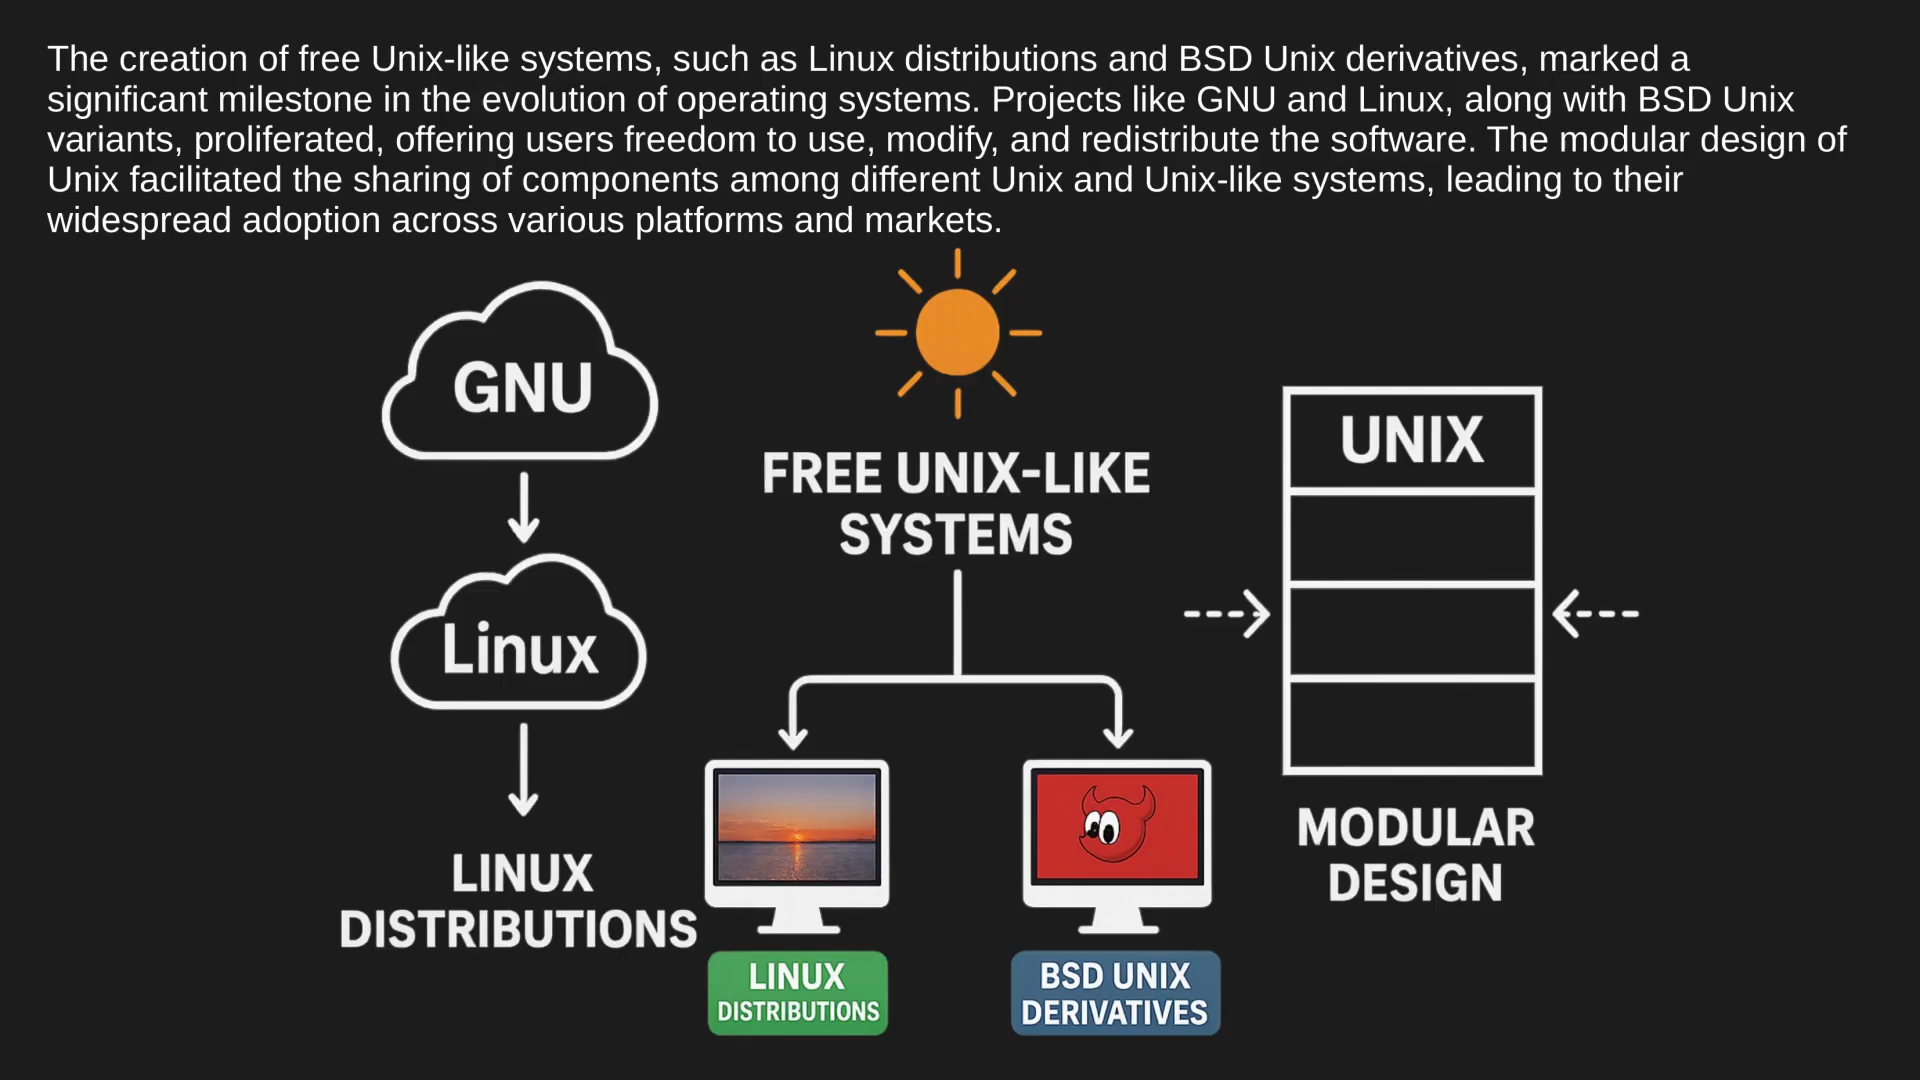 The creation of free Unix-like systems, such as Linux distributions and BSD Unix derivatives, marked a
significant milestone in the evolution of operating systems. Projects like GNU and Linux, along with BSD Unix
variants, proliferated, offering users freedom to use, modify, and redistribute the software. The modular design of
Unix facilitated the sharing of components among different Unix and Unix-like systems, leading to their
widespread adoption across various platforms and markets.
GNU
Linux
LINUX
DISTRIBUTIONS
FREE UNIX-LIKE
SYSTEMS
LINUX
DISTRIBUTIONS
BSD UNIX
DERIVATIVES
UNIX
MODULAR
DESIGN